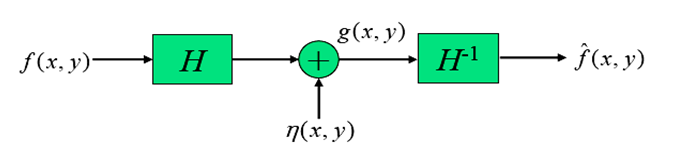 g(x, y)
f(x, y) H + H⁻¹ f̂(x, y)
η(x, y)